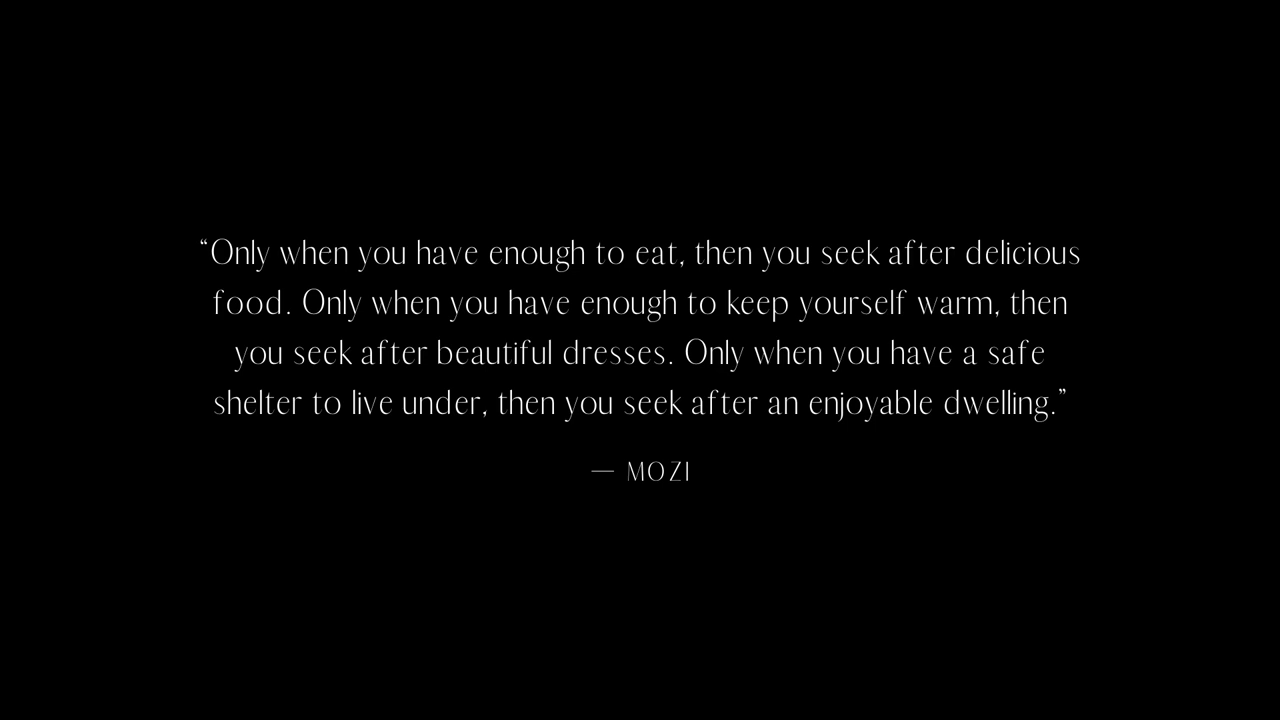 “Only when you have enough to eat, then you seek after delicious
food. Only when you have enough to keep yourself warm, then
you seek after beautiful dresses. Only when you have a safe
shelter to live under, then you seek after an enjoyable dwelling.”
— MOZI